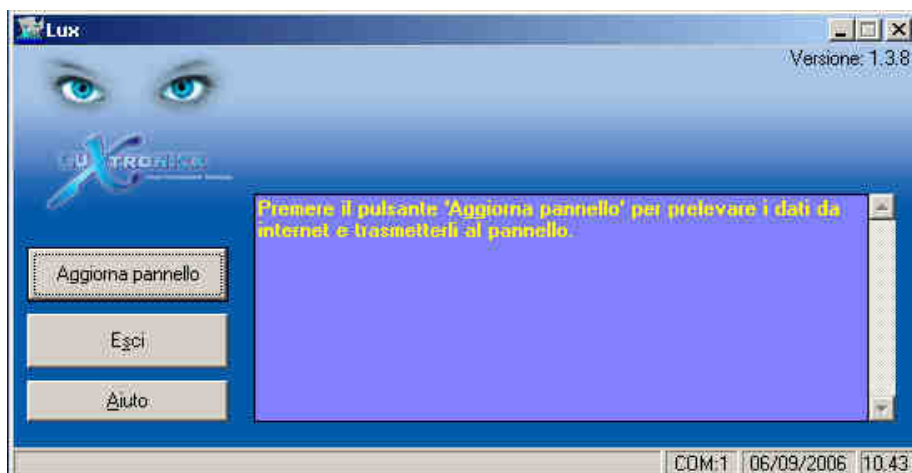 Lux
Versione: 1.3.8
LUXTRONICA
Premere il pulsante 'Aggiorna pannello' per prelevare i dati da
internet e trasmetterli al pannello.
Aggiorna pannello
Esci
Aiuto
COM:1 06/09/2006 10.43